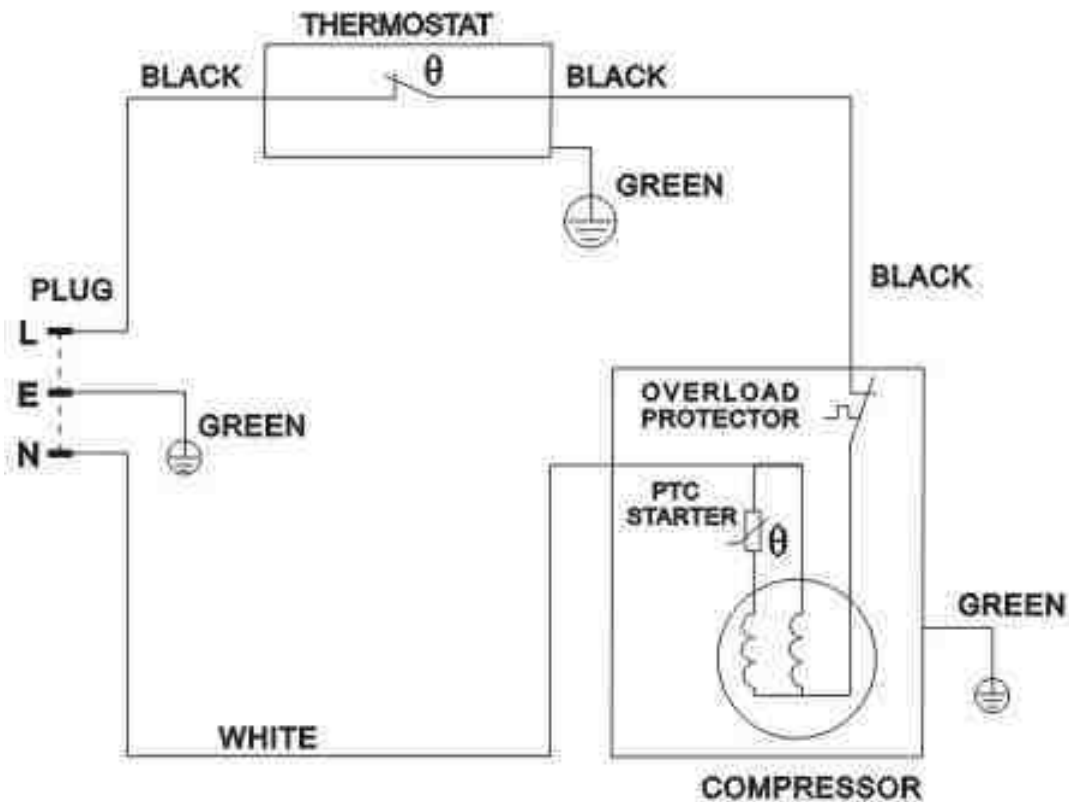 THERMOSTAT
BLACK
θ
BLACK
GREEN
BLACK
PLUG
L
E
GREEN
N
OVERLOAD
PROTECTOR
PTC
STARTER
θ
GREEN
WHITE
COMPRESSOR